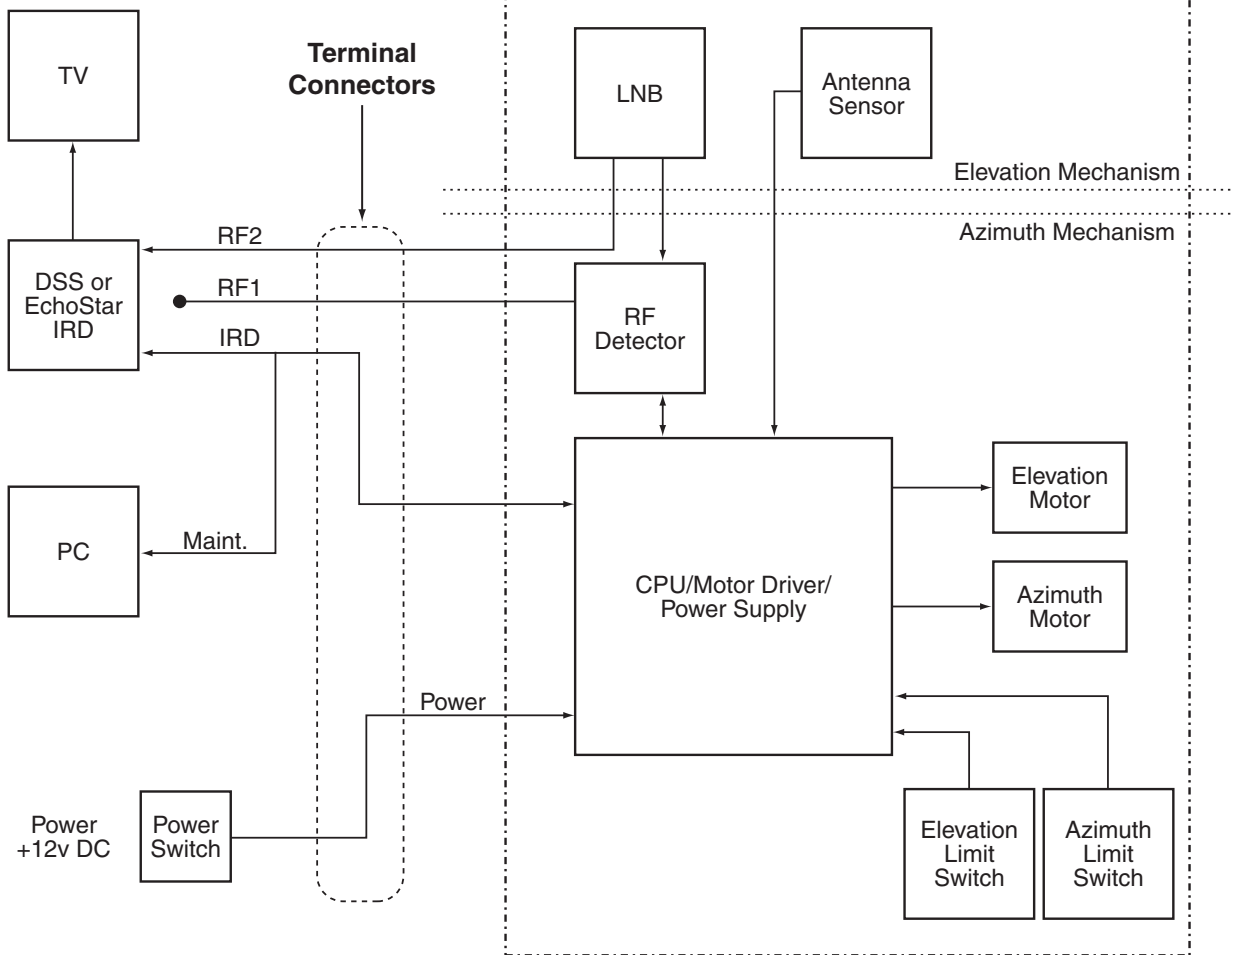 TV
Terminal
Connectors
LNB
Antenna
Sensor
Elevation Mechanism
Azimuth Mechanism
RF2
DSS or
EchoStar
IRD
RF1
IRD
RF
Detector
Elevation
Motor
PC
Maint.
CPU/Motor Driver/
Power Supply
Azimuth
Motor
Power
Power
+12v DC
Power
Switch
Elevation
Limit
Switch
Azimuth
Limit
Switch